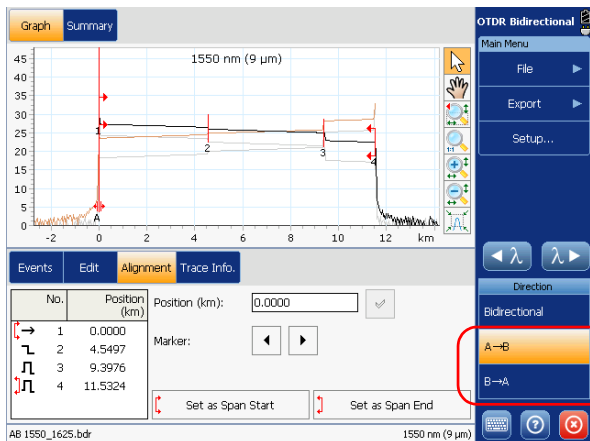 Graph Summary
OTDR Bidirectional
Main Menu
File
Export
Setup...
1550 nm (9 µm)
45
40
35
30
25
20
15
10
5
0
-2 0 2 4 6 8 10 12 km
1
2
3
4
A
1:1
λ λ
Direction
Bidirectional
A→B
B→A
Events Edit Alignment Trace Info.
No. Position (km)
1 0.0000
2 4.5497
3 9.3976
4 11.5324
Position (km): 0.0000
Marker:
Set as Span Start Set as Span End
AB 1550_1625.bdr 1550 nm (9 µm)